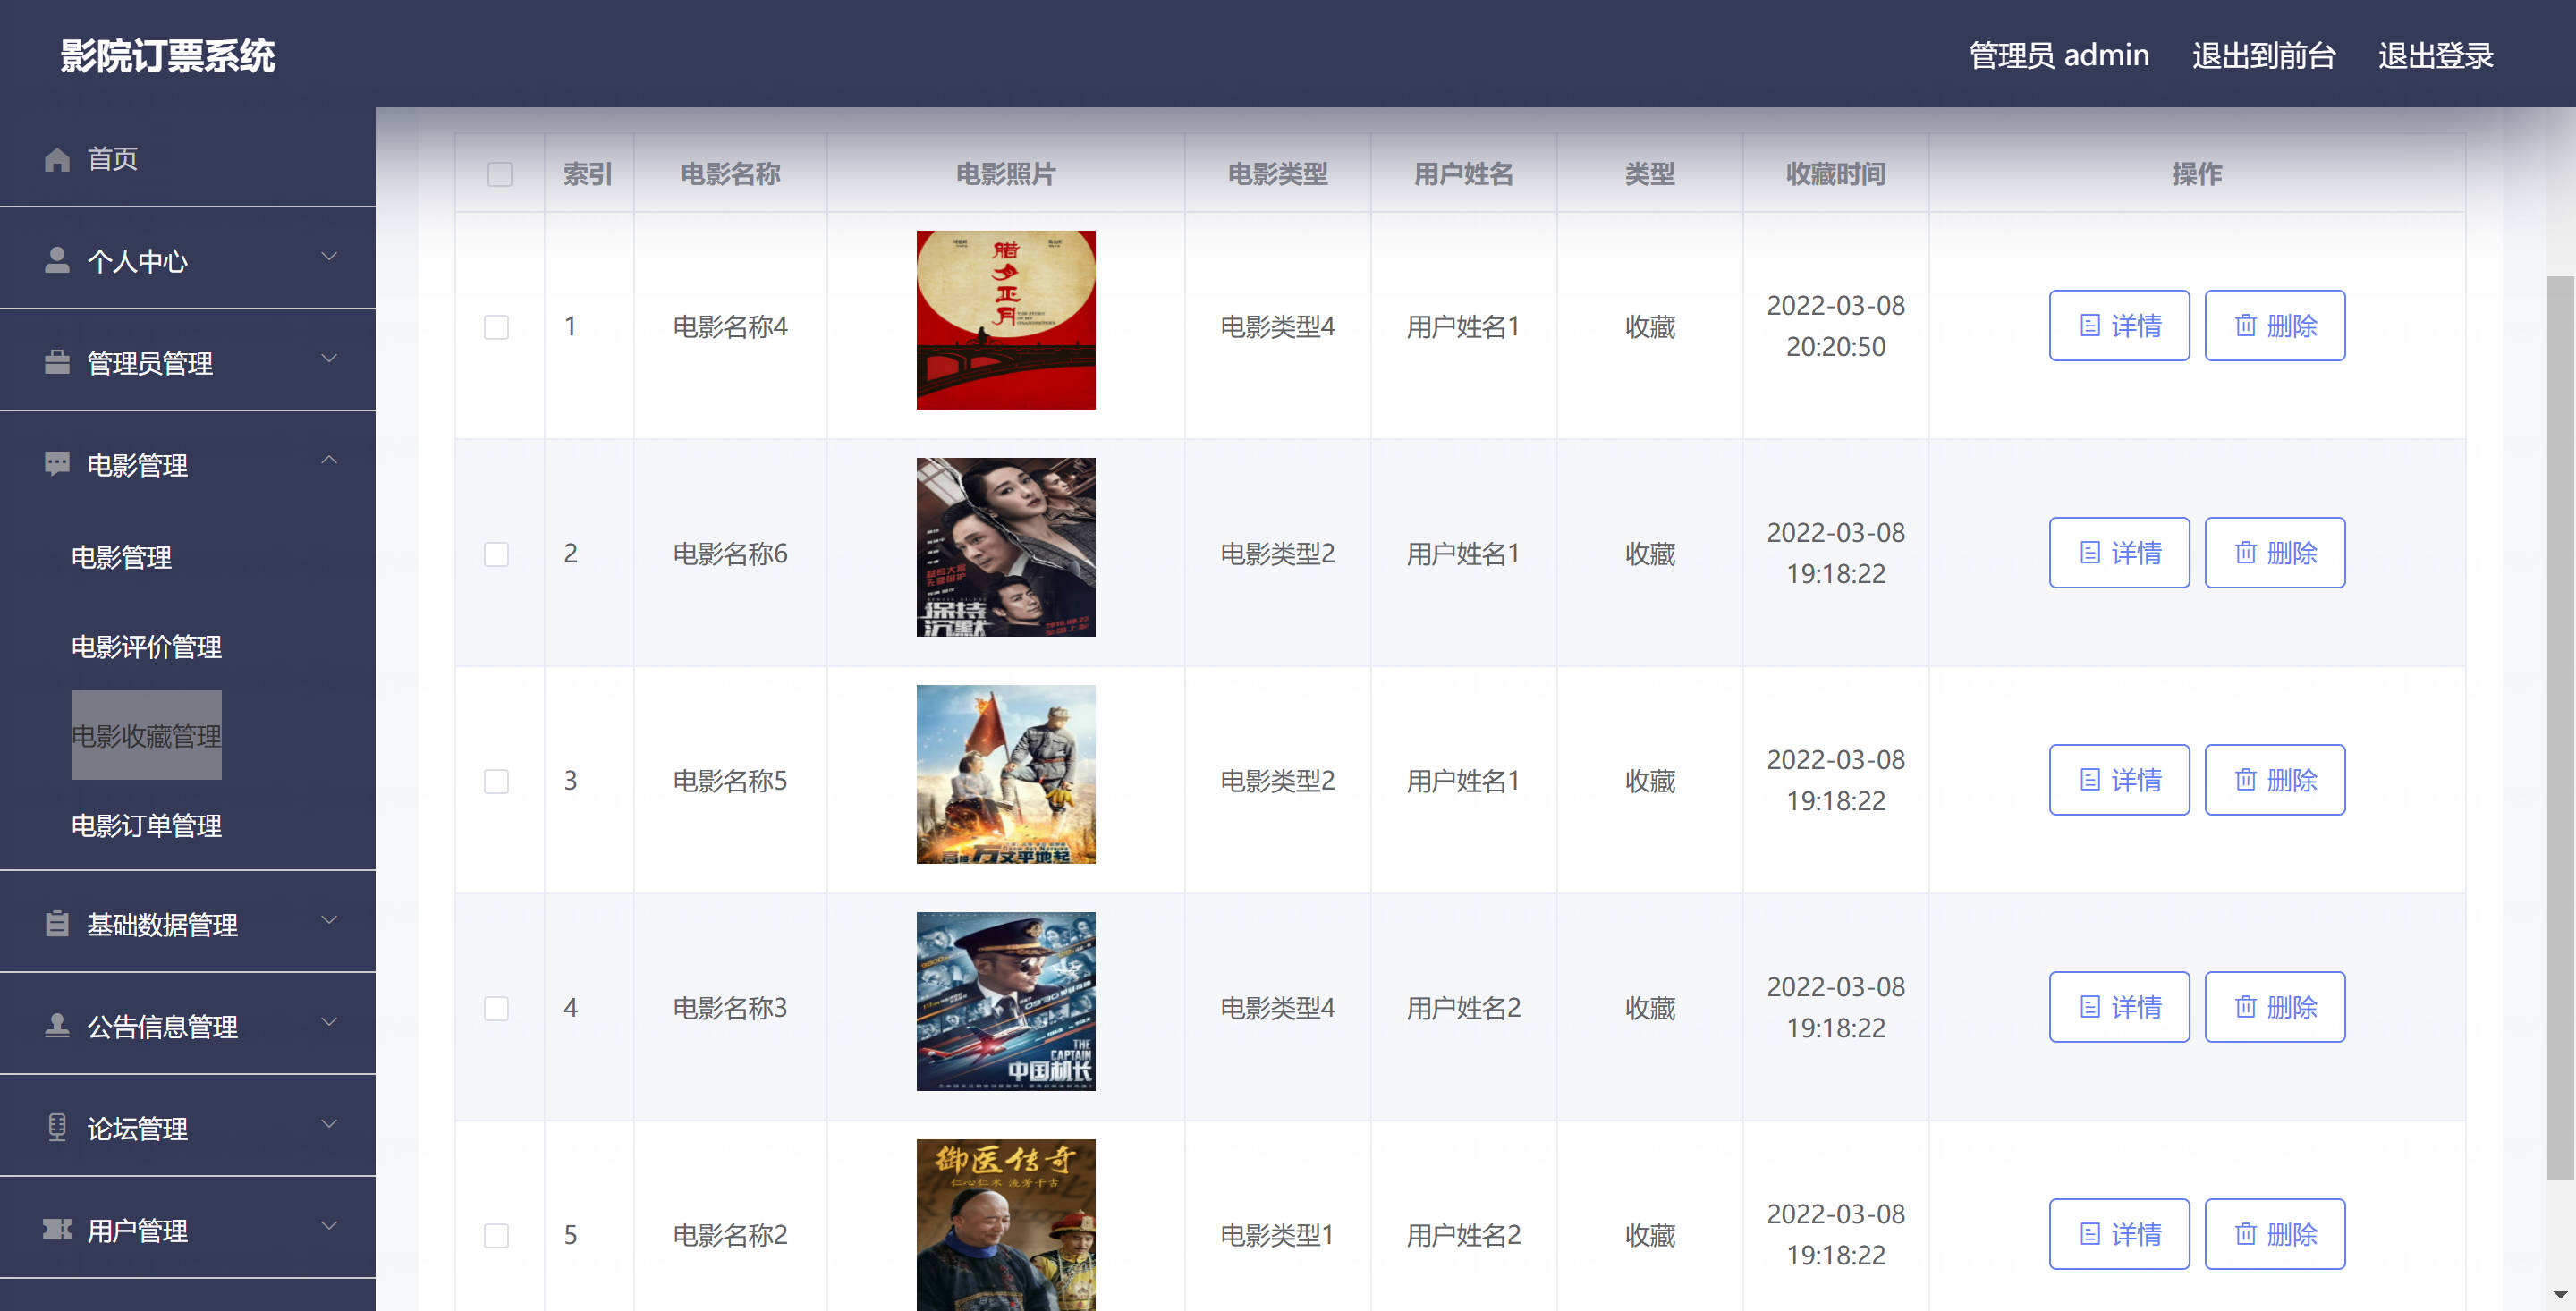 影院订票系统
管理员 admin 退出到前台 退出登录
首页
个人中心
管理员管理
电影管理
电影管理
电影评价管理
电影收藏管理
电影订单管理
基础数据管理
公告信息管理
论坛管理
用户管理
索引 电影名称 电影照片 电影类型 用户姓名 类型 收藏时间 操作
腊夕正月
1 电影名称4 电影类型4 用户姓名1 收藏 2022-03-08
20:20:50
详情 删除
2 电影名称6 电影类型2 用户姓名1 收藏 2022-03-08
19:18:22
详情 删除
保持
沉默
3 电影名称5 电影类型2 用户姓名1 收藏 2022-03-08
19:18:22
详情 删除
万丈平地起
4 电影名称3 电影类型4 用户姓名2 收藏 2022-03-08
19:18:22
详情 删除
THE
CAPTAIN
中国机长
御医传奇
仁心仁术 流芳千古
5 电影名称2 电影类型1 用户姓名2 收藏 2022-03-08
19:18:22
详情 删除